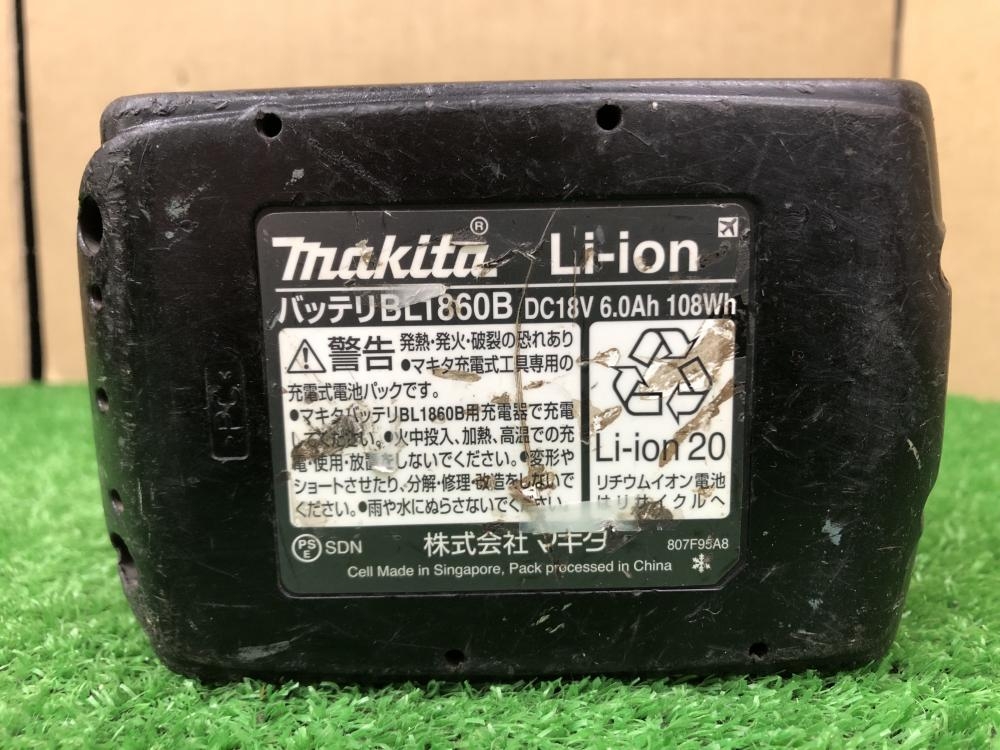 makita® Li-ion
バッテリBL1860B DC18V 6.0Ah 108Wh
警告 発熱・発火・破裂の恐れあり
●マキタ充電式工具専用の
充電式電池パックです。
●マキタバッテリBL1860B用充電器で充電
してください。●火中投入、加熱、高温での充
電・使用・放置をしないでください。●変形や
ショートさせたり、分解・修理・改造をしないで
ください。●雨や水にぬらさないでください。
Li-ion 20
リチウムイオン電池
はリサイクルへ
PS
E SDN 株式会社マキタ 807F95A8
Cell Made in Singapore, Pack processed in China